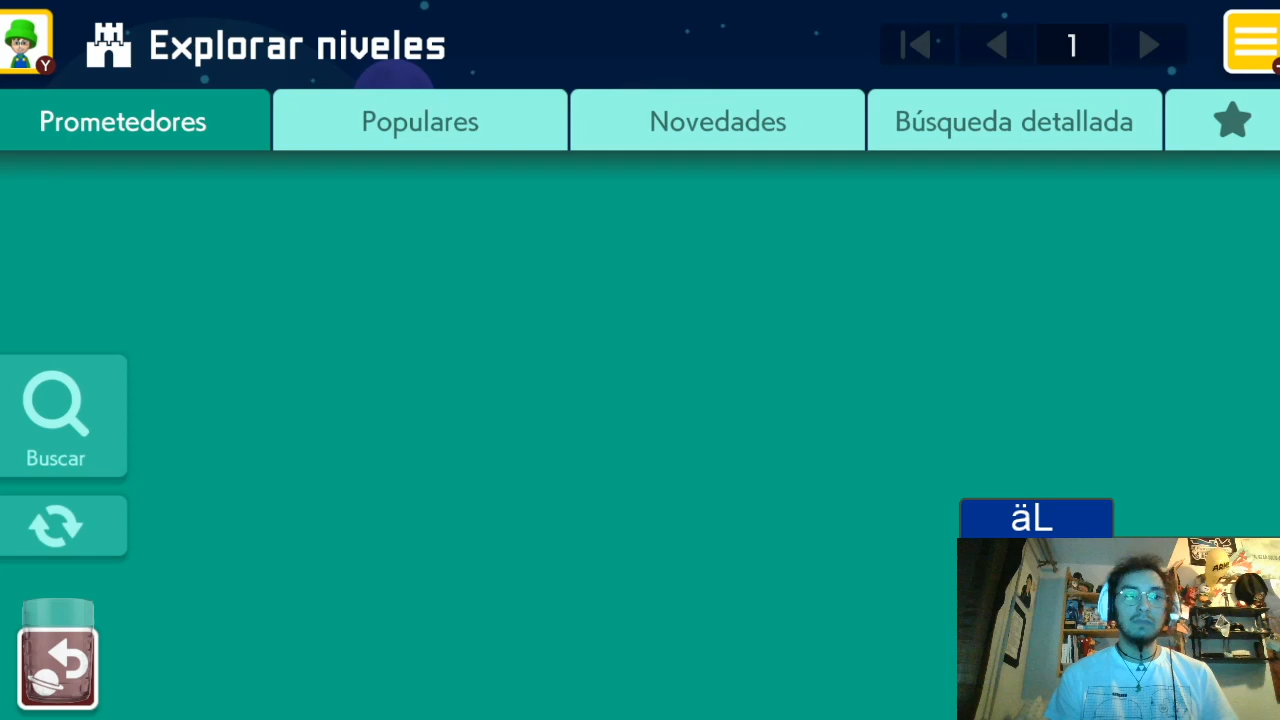 Y
Explorar niveles
1
Prometedores
Populares
Novedades
Búsqueda detallada
Buscar
äL